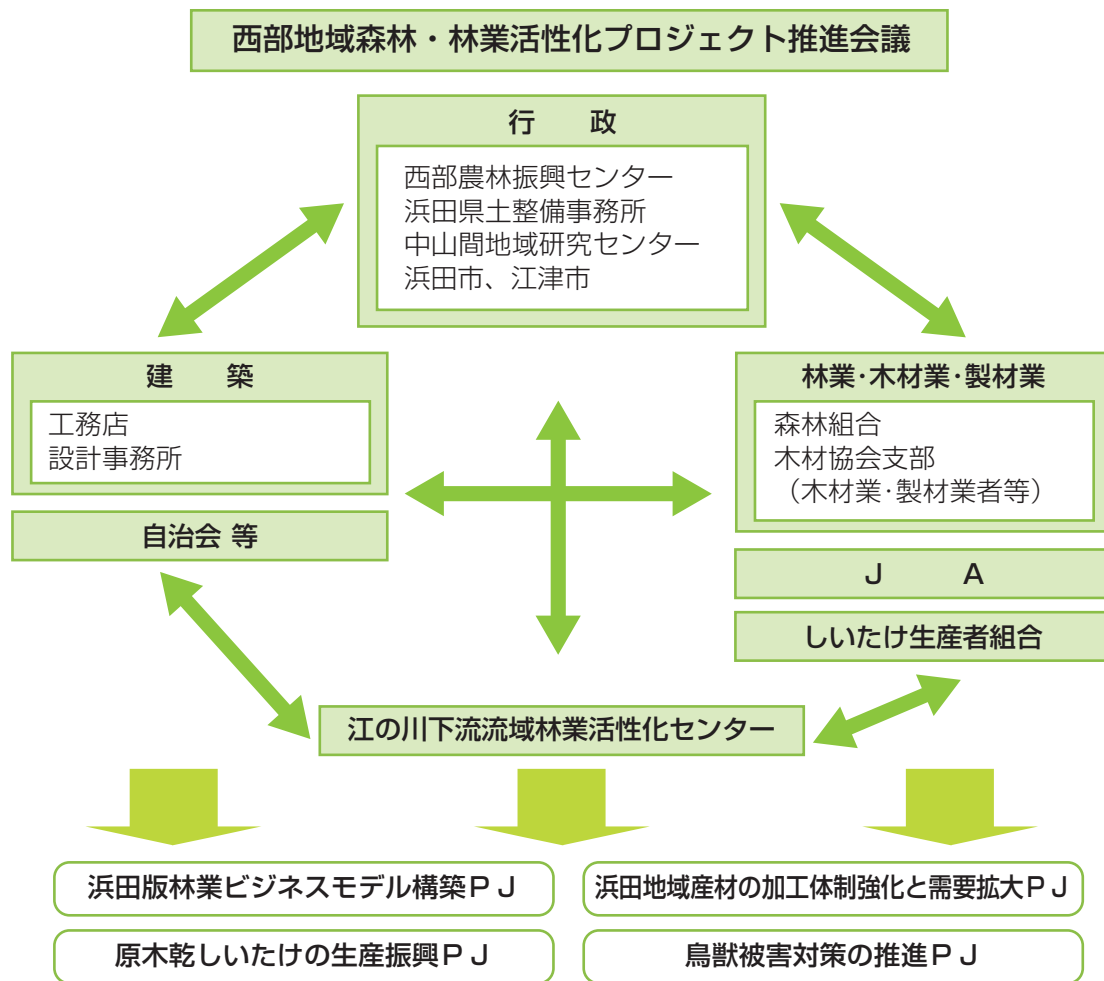 西部地域森林・林業活性化プロジェクト推進会議
行　政
西部農林振興センター
浜田県土整備事務所
中山間地域研究センター
浜田市、江津市
建　築
工務店
設計事務所
自治会 等
林業･木材業･製材業
森林組合
木材協会支部
（木材業･製材業者等）
Ｊ　Ａ
しいたけ生産者組合
江の川下流流域林業活性化センター
浜田版林業ビジネスモデル構築ＰＪ
浜田地域産材の加工体制強化と需要拡大ＰＪ
原木乾しいたけの生産振興ＰＪ
鳥獣被害対策の推進ＰＪ